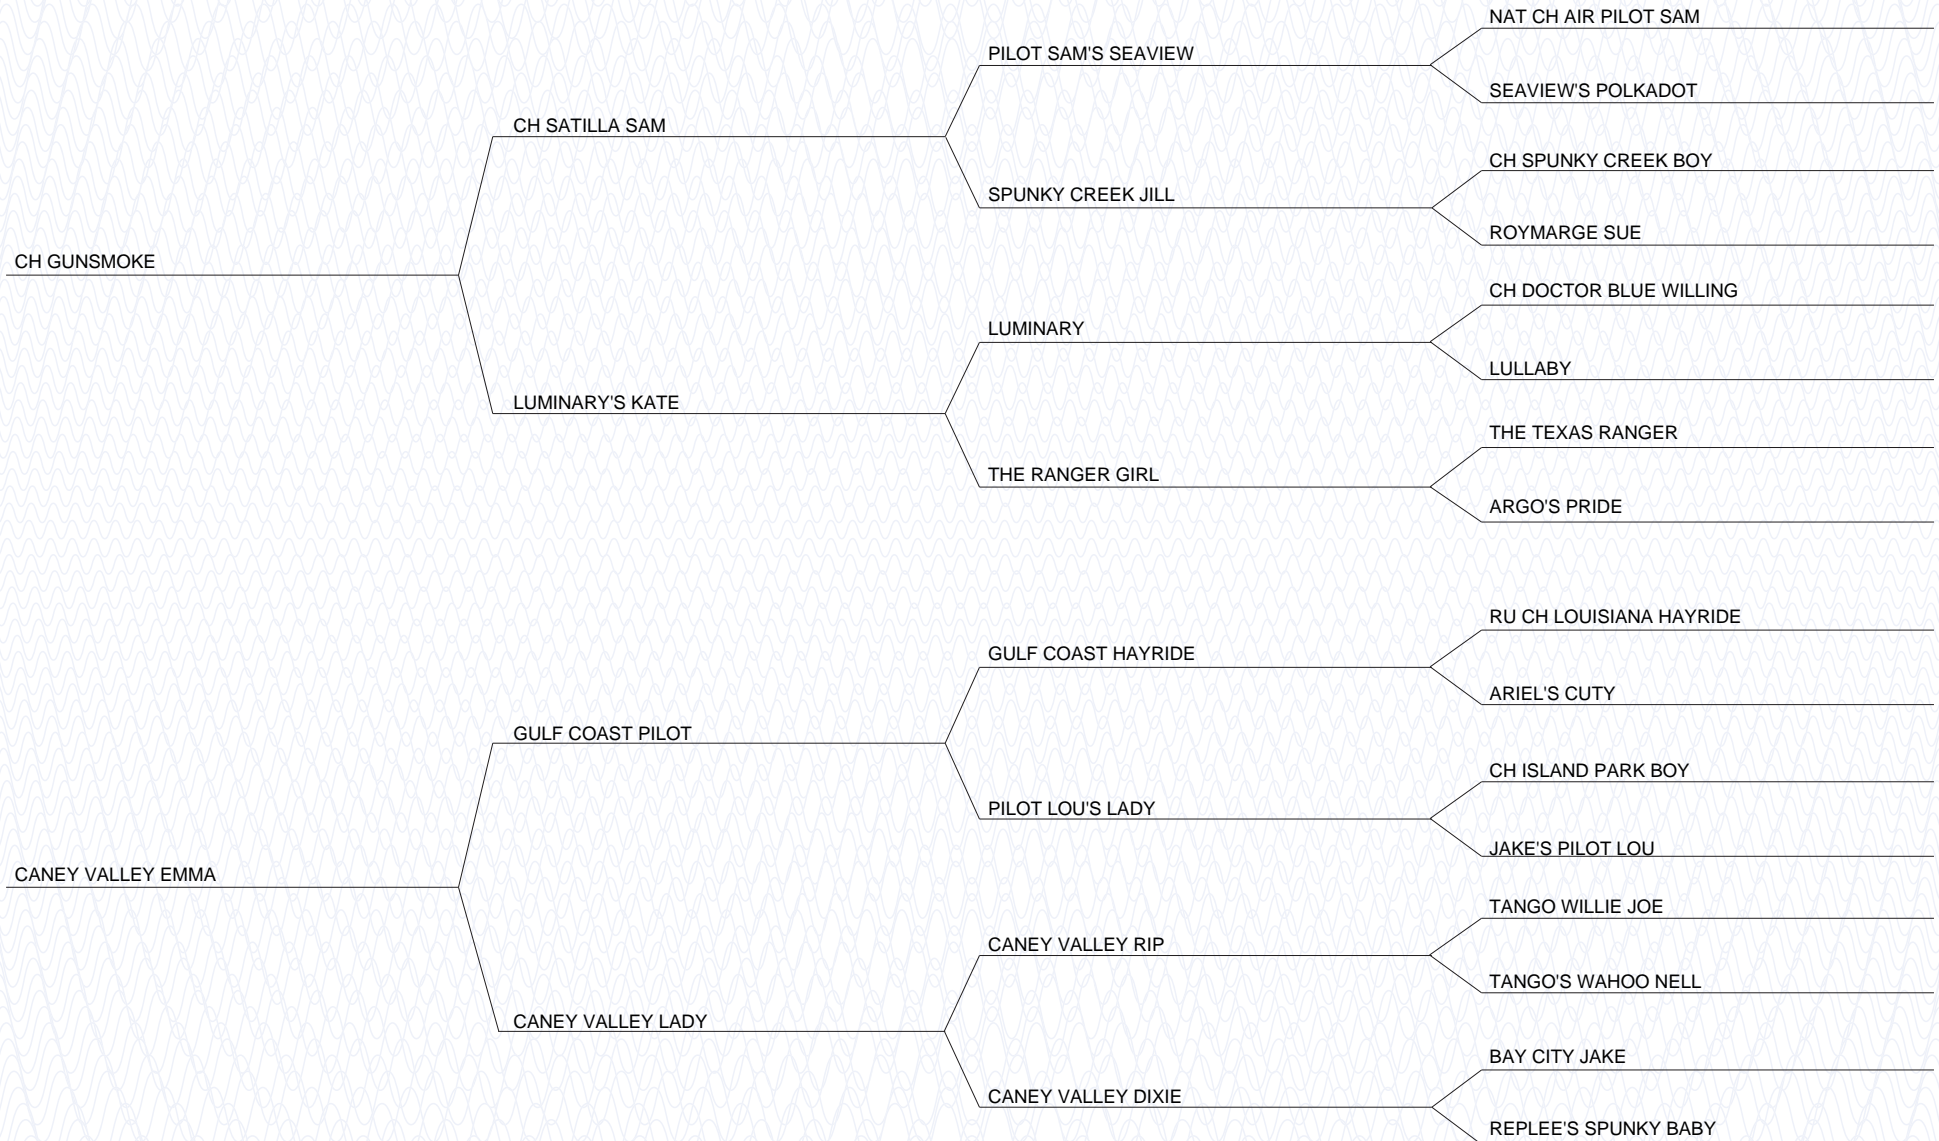 NAT CH AIR PILOT SAM
PILOT SAM'S SEAVIEW
SEAVIEW'S POLKADOT
CH SATILLA SAM
CH SPUNKY CREEK BOY
SPUNKY CREEK JILL
ROYMARGE SUE
CH GUNSMOKE
CH DOCTOR BLUE WILLING
LUMINARY
LULLABY
LUMINARY'S KATE
THE TEXAS RANGER
THE RANGER GIRL
ARGO'S PRIDE
RU CH LOUISIANA HAYRIDE
GULF COAST HAYRIDE
ARIEL'S CUTY
GULF COAST PILOT
CH ISLAND PARK BOY
PILOT LOU'S LADY
JAKE'S PILOT LOU
CANEY VALLEY EMMA
TANGO WILLIE JOE
CANEY VALLEY RIP
TANGO'S WAHOO NELL
CANEY VALLEY LADY
BAY CITY JAKE
CANEY VALLEY DIXIE
REPLEE'S SPUNKY BABY